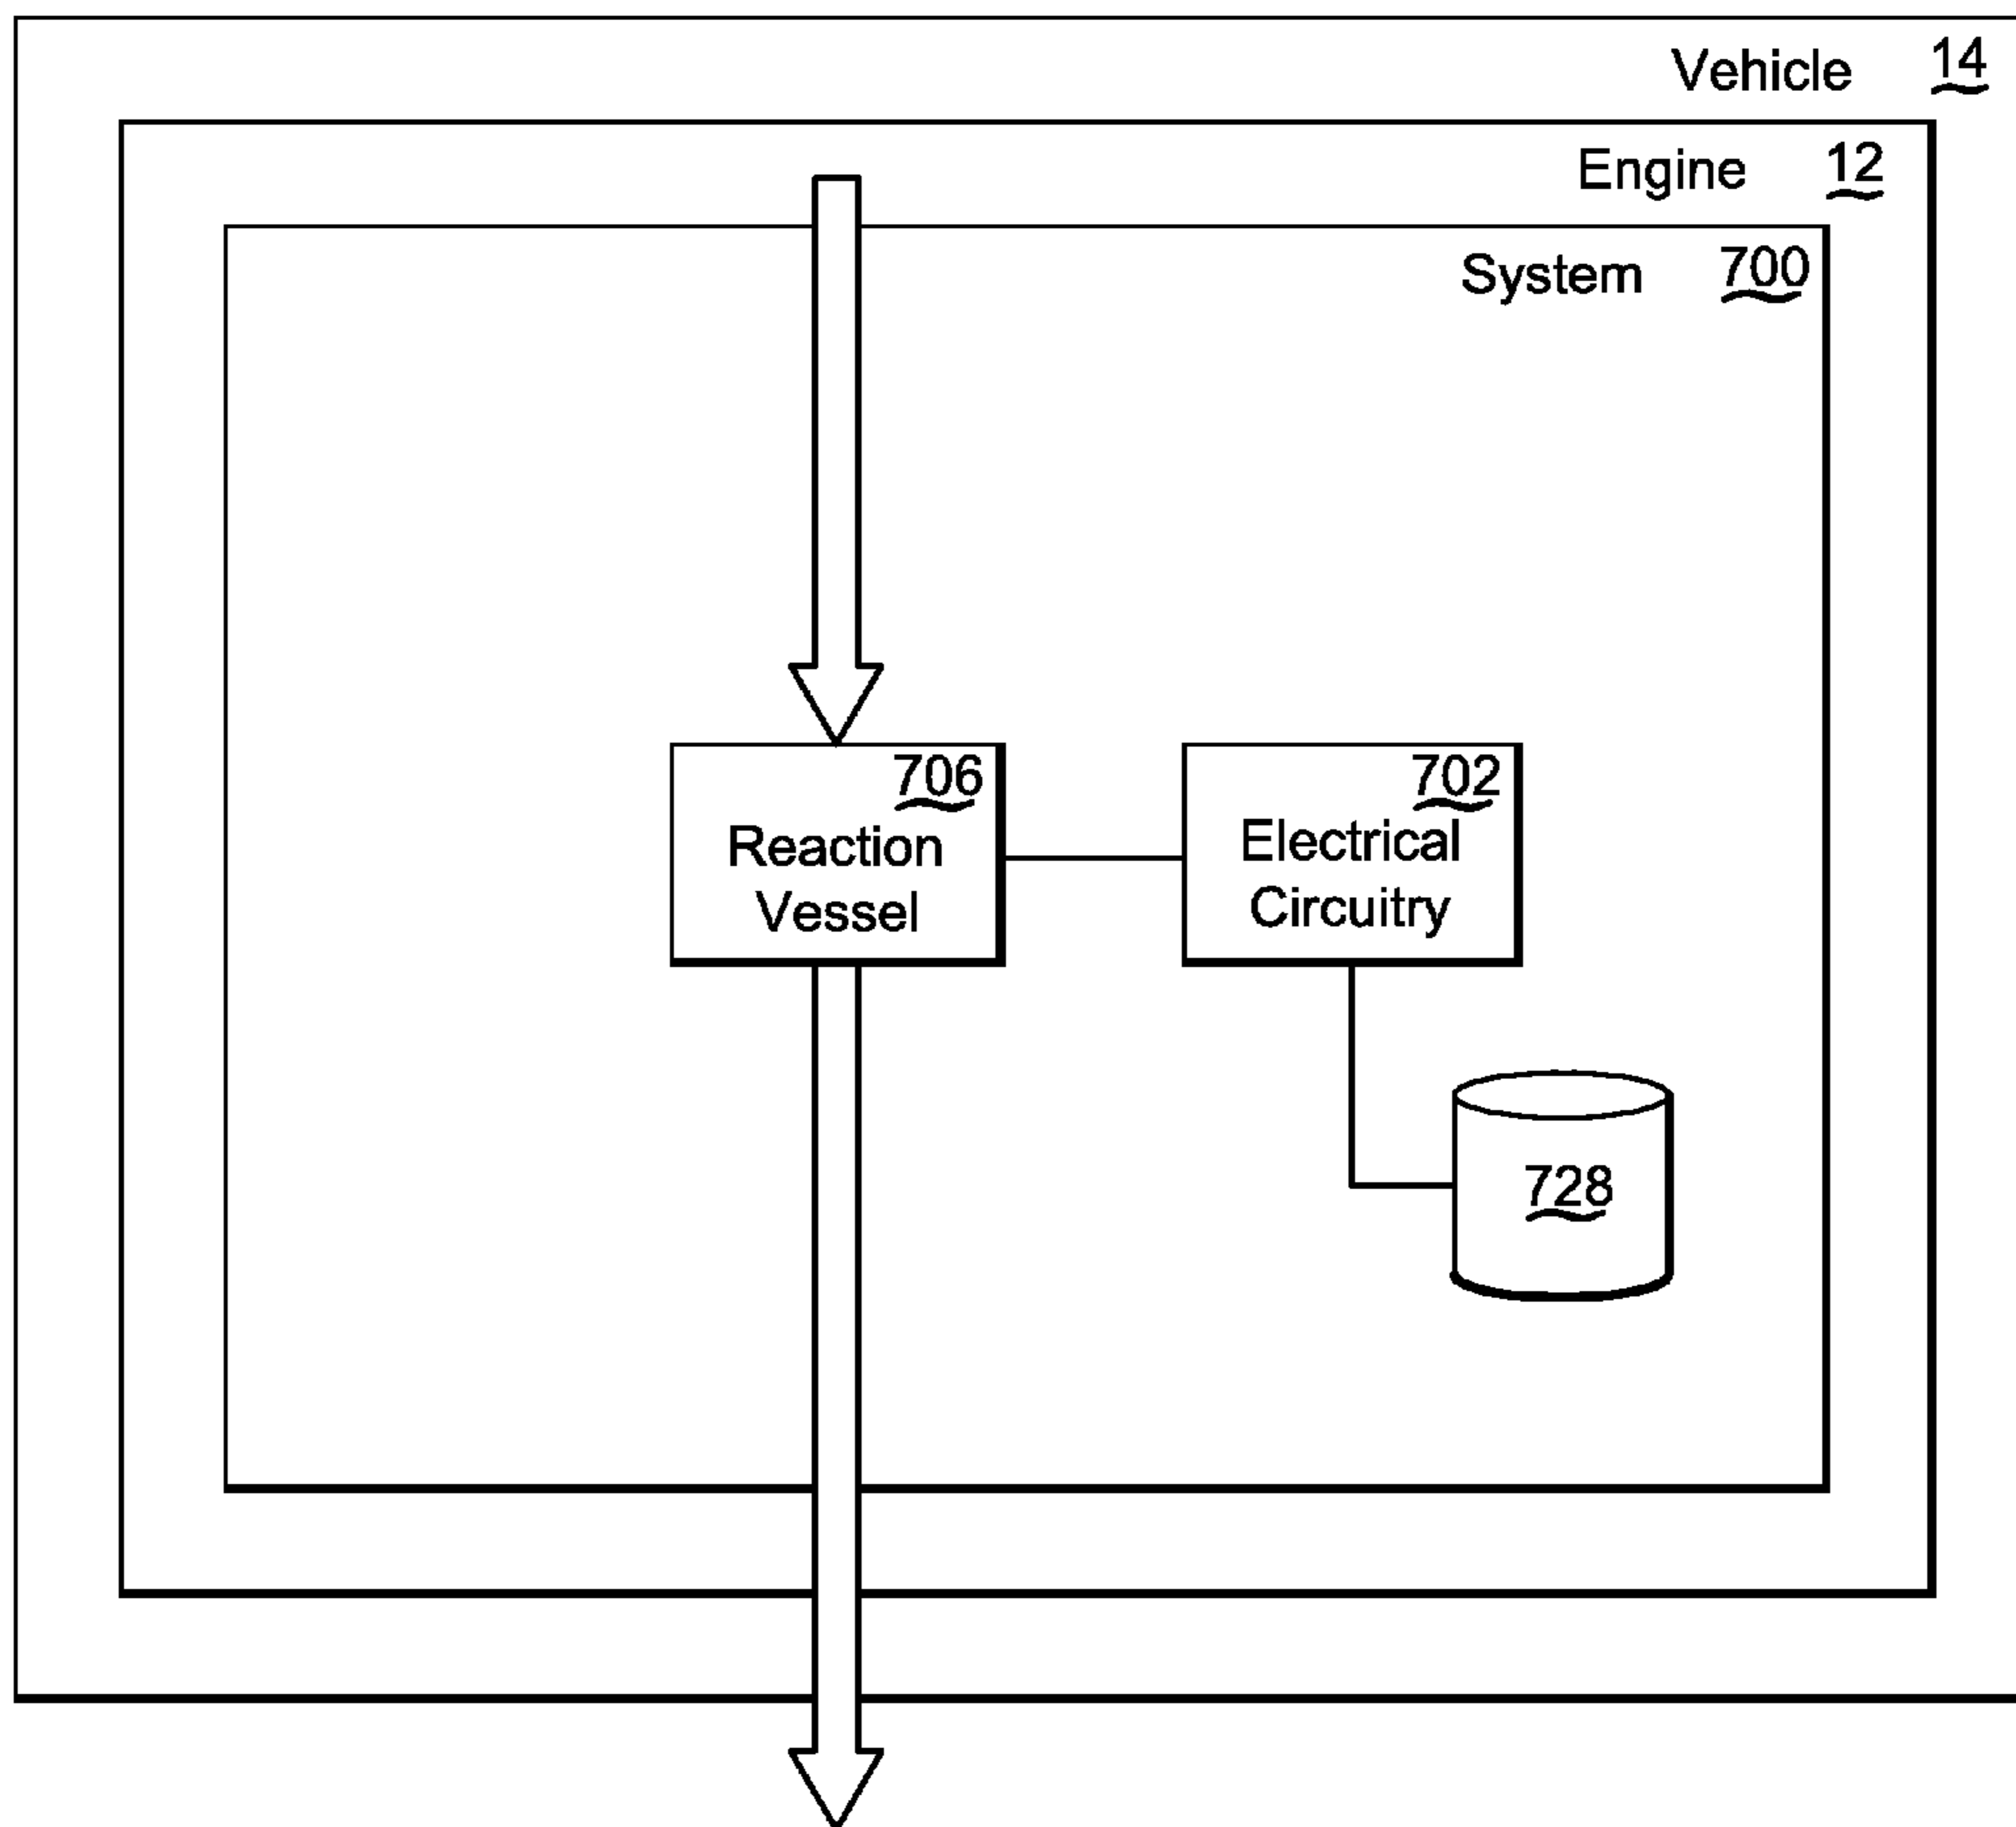 Vehicle 14
Engine 12
System 700
706
Reaction
Vessel
702
Electrical
Circuitry
728